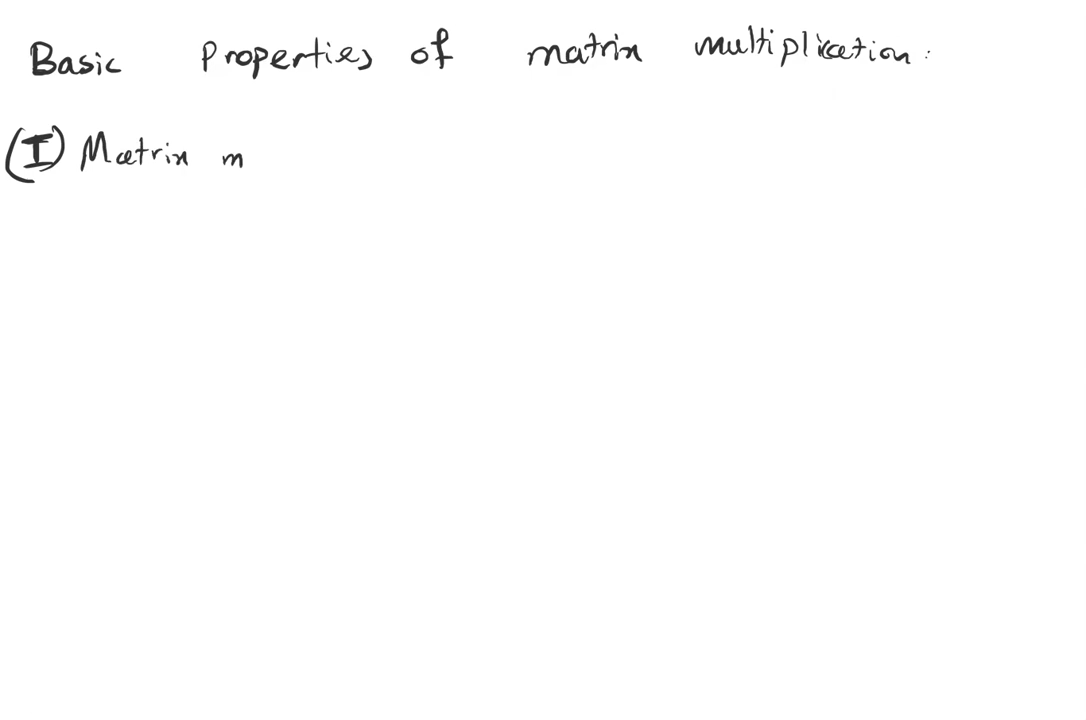 Basic Properties of matrix multiplication:
(I) Matrix m